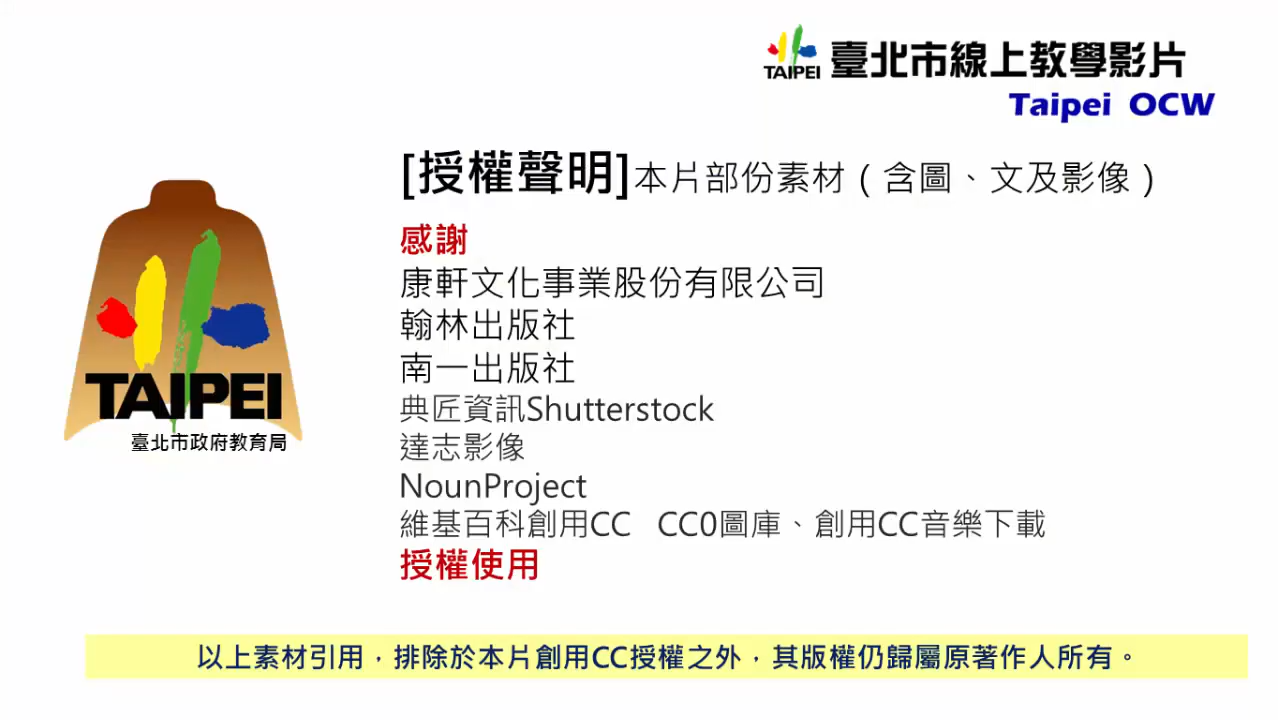 TAIPEI 臺北市線上教學影片
Taipei OCW
[授權聲明]本片部份素材（含圖、文及影像）
感謝
康軒文化事業股份有限公司
翰林出版社
南一出版社
典匠資訊Shutterstock
達志影像
NounProject
維基百科創用CC CC0圖庫、創用CC音樂下載
授權使用
TAIPEI
臺北市政府教育局
以上素材引用，排除於本片創用CC授權之外，其版權仍歸屬原著作人所有。